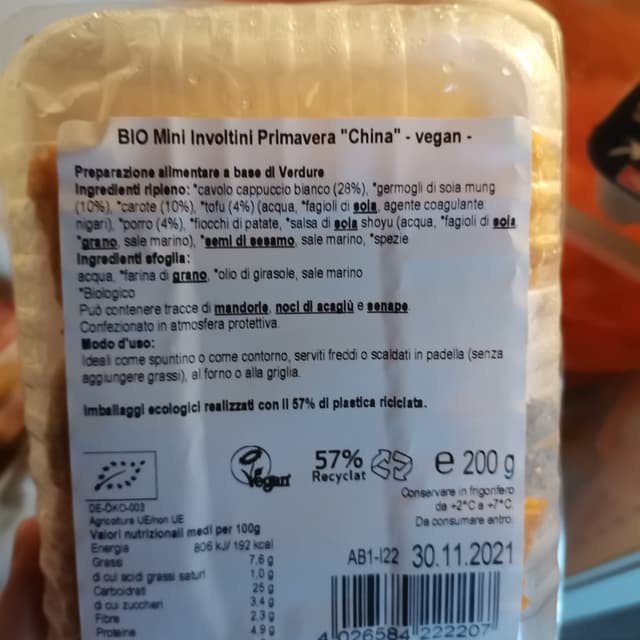 BIO Mini Involtini Primavera "China" - vegan -
Preparazione alimentare a base di Verdure
Ingredienti ripieno: *cavolo cappuccio bianco (28%), *germogli di soia mung
(10%), *carote (10%), *tofu (4%) (acqua, *fagioli di soia, agente coagulante:
nigari), *porro (4%), *fiocchi di patate, *salsa di soia shoyu (acqua, *fagioli di soia,
*grano, sale marino), *semi di sesamo, sale marino, *spezie
Ingredienti sfoglia:
acqua, *farina di grano, *olio di girasole, sale marino
*Biologico
Può contenere tracce di mandorle, noci di acagiù e senape.
Confezionato in atmosfera protettiva.
Modo d'uso:
Ideali come spuntino o come contorno, serviti freddi o scaldati in padella (senza
aggiungere grassi), al forno o alla griglia.
Imballaggi ecologici realizzati con il 57% di plastica riciclata.
Vegan
57%
Recyclat
e 200 g
Conservare in frigorifero
da +2°C a +7°C
Da consumare entro:
DE-ÖKO-003
Agricoltura UE/non UE
Valori nutrizionali medi per 100g
Energia 806 kJ/ 192 kcal
Grassi 7,6 g
di cui acidi grassi saturi 1,0 g
Carboidrati 25 g
di cui zuccheri 3,4 g
Fibre 2,3 g
Proteine 4,9 g
AB1-I22 30.11.2021
4 026584 222207